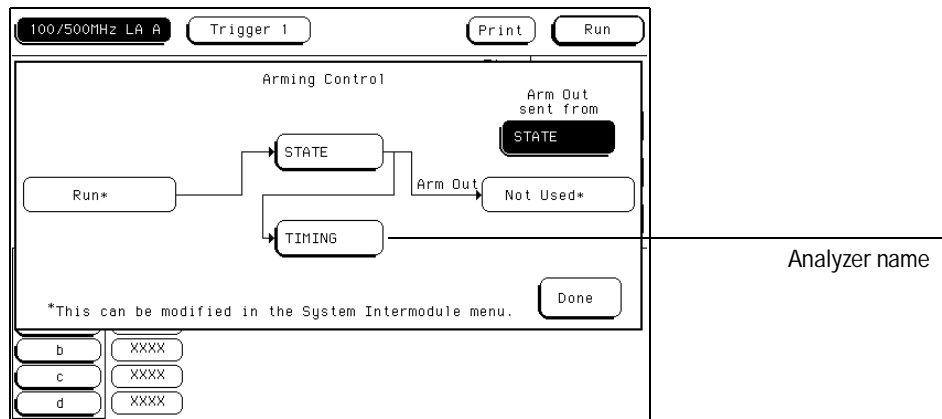 100/500MHz LA A Trigger 1 Print Run
Arming Control
Arm Out
sent from
STATE
STATE
Run*
Arm Out
Not Used*
TIMING
Analyzer name
Done
*This can be modified in the System Intermodule menu.
b XXXX
c XXXX
d XXXX